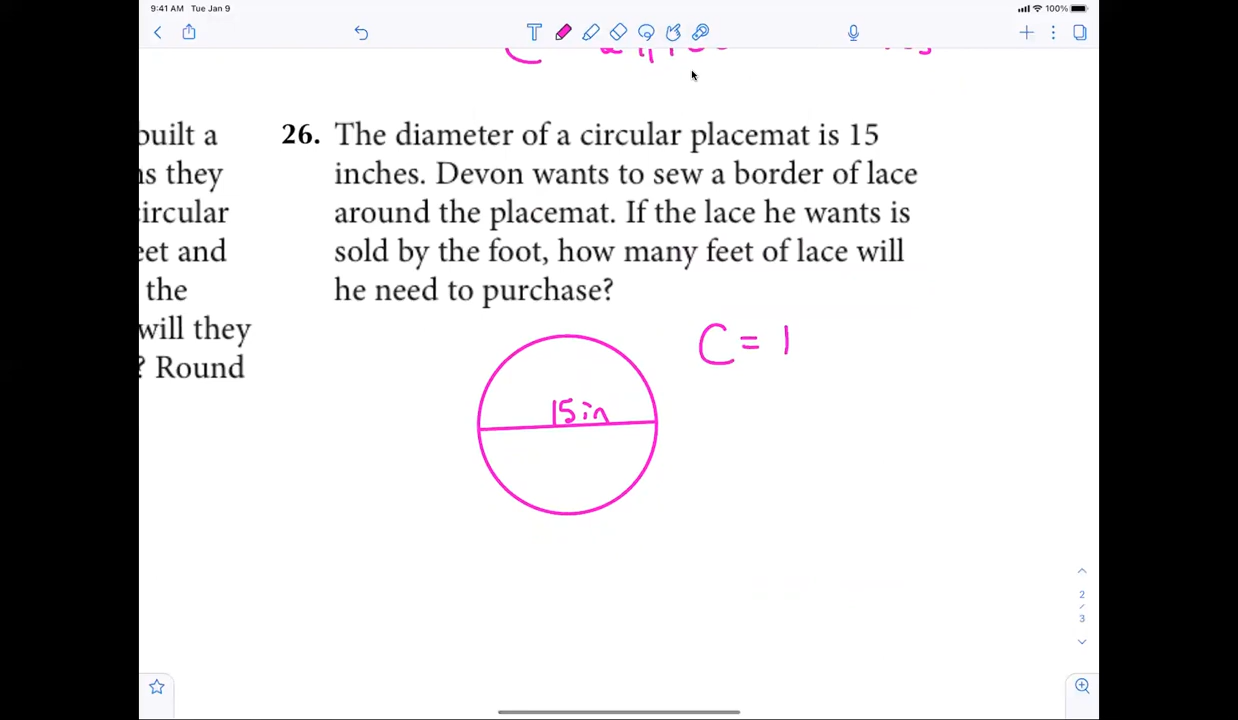 9:41 AM Tue Jan 9
100%
T
built a
ns they
circular
eet and
the
will they
? Round
26. The diameter of a circular placemat is 15
inches. Devon wants to sew a border of lace
around the placemat. If the lace he wants is
sold by the foot, how many feet of lace will
he need to purchase?
C = 1
15 in
2
/
3